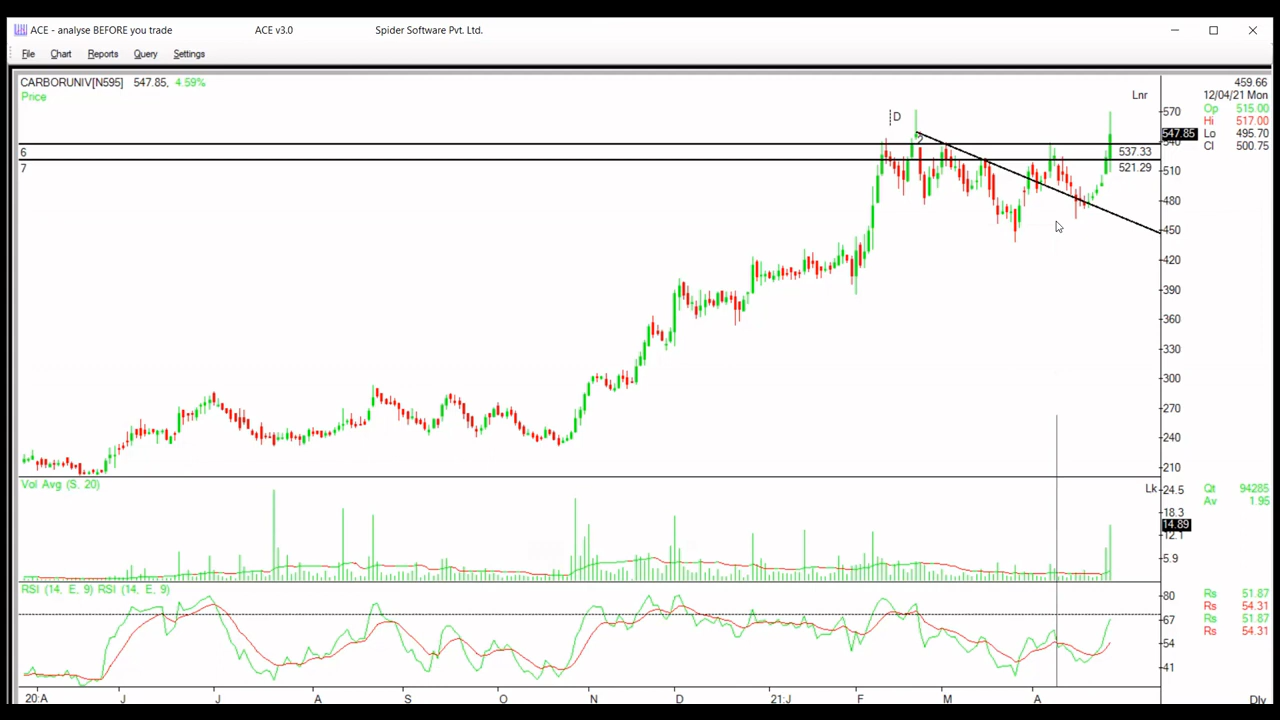 ACE - analyse BEFORE you trade ACE v3.0 Spider Software Pvt. Ltd.
File Chart Reports Query Settings
CARBORUNIV[N595] 547.85, 4.59% 459.66
Price Lnr 12/04/21 Mon
Op 515.00
Hi 517.00
Lo 495.70
Cl 500.75
D
570
547.85
540
537.33
521.29
510
480
450
420
390
360
330
300
270
240
210
6
7
2
Vol Avg (S, 20) Lk 24.5 Qt 94285
Av 1.95
18.3
14.89
12.1
5.9
RSI (14, E, 9) RSI (14, E, 9) 80 Rs 51.87
Rs 54.31
67 Rs 51.87
Rs 54.31
54
41
20:A J J A S O N D 21:J F M A Dly